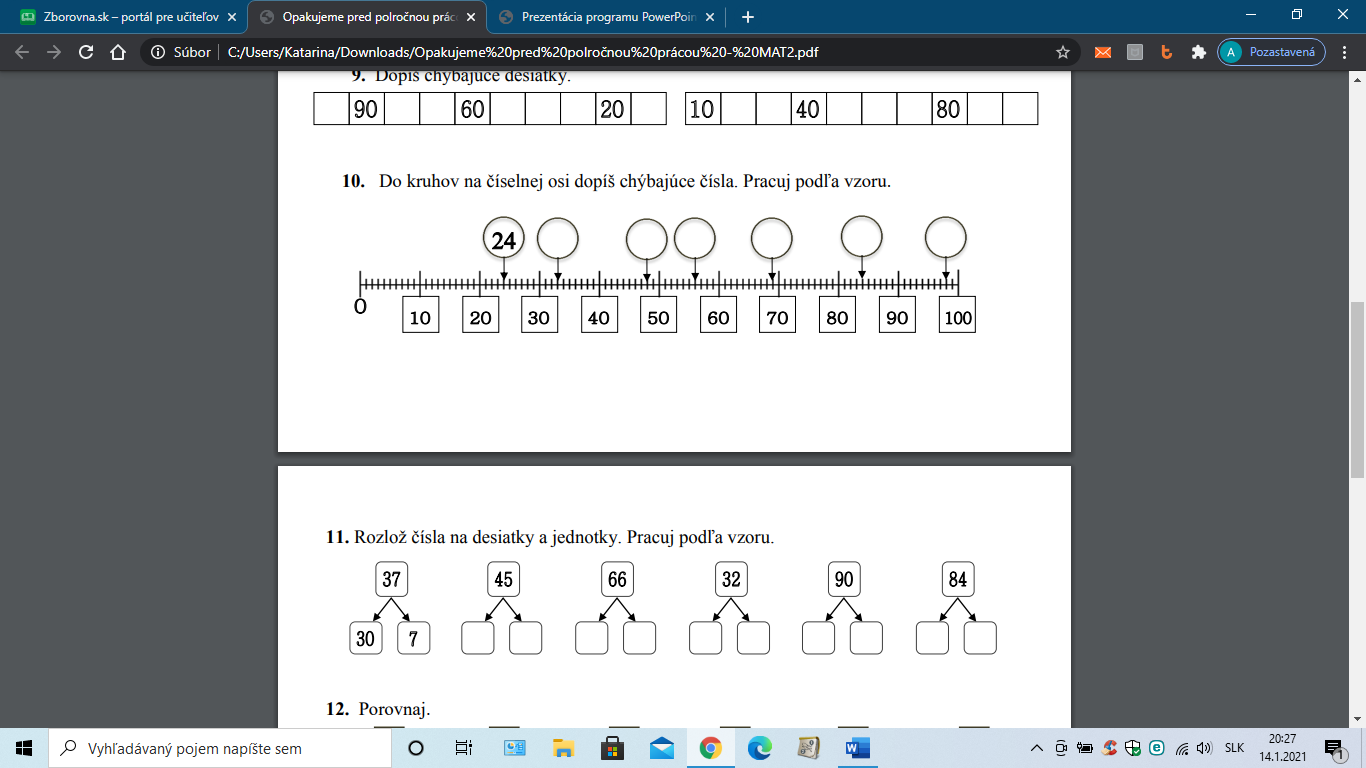 Zborovna.sk – portál pre učiteľov
Opakujeme pred polročnou prác
Prezentácia programu PowerPoin
Súbor
C:/Users/Katarina/Downloads/Opakujeme%20pred%20polročnou%20prácou%20-%20MAT2.pdf
A Pozastavená
9. Dopíš chýbajúce desiatky.
90 60 20 10 40 80
10. Do kruhov na číselnej osi dopíš chýbajúce čísla. Pracuj podľa vzoru.
24
0 10 20 30 40 50 60 70 80 90 100
11. Rozlož čísla na desiatky a jednotky. Pracuj podľa vzoru.
37 45 66 32 90 84
30 7
12. Porovnaj.
Vyhľadávaný pojem napíšte sem
SLK
20:27
14.1.2021
1